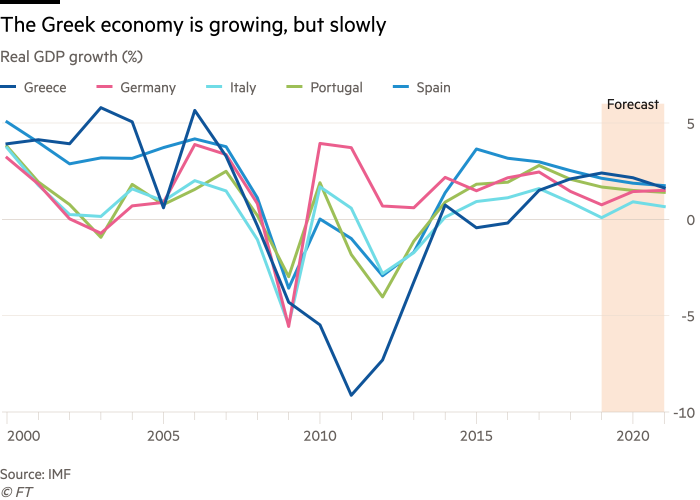 The Greek economy is growing, but slowly
Real GDP growth (%)
Greece Germany Italy Portugal Spain
Forecast
5
0
-5
-10
2000 2005 2010 2015 2020
Source: IMF
© FT